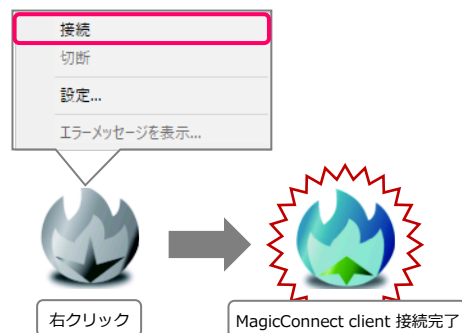 接続
切断
設定...
エラーメッセージを表示...
右クリック
MagicConnect client 接続完了